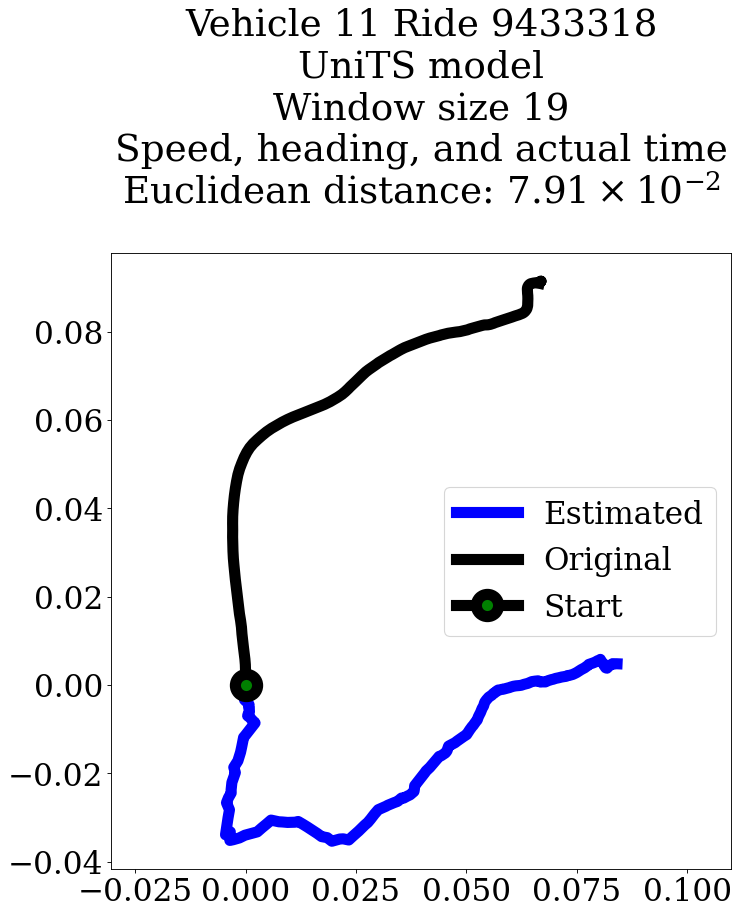 Vehicle 11 Ride 9433318
UniTS model
Window size 19
Speed, heading, and actual time
Euclidean distance: 7.91 × 10⁻²
0.08
0.06
0.04
0.02
0.00
−0.02
−0.04
Estimated
Original
Start
−0.025 0.000 0.025 0.050 0.075 0.100